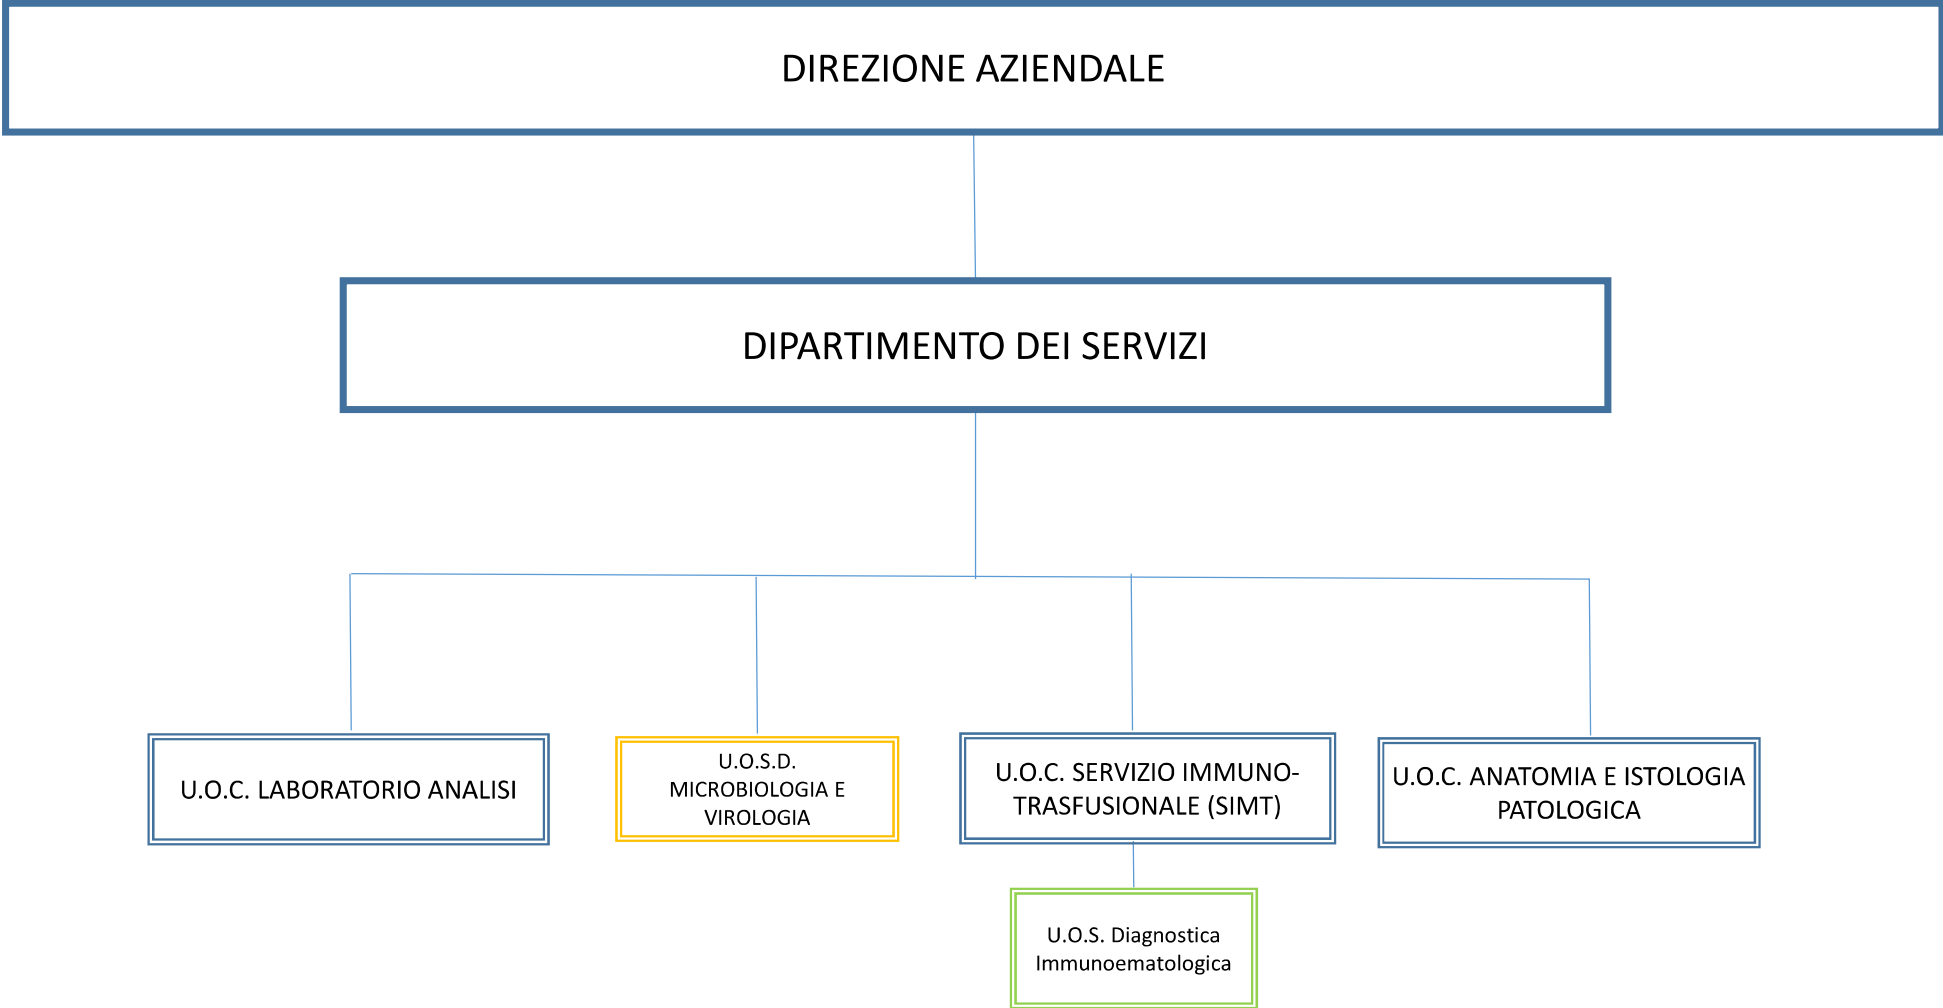 DIREZIONE AZIENDALE
DIPARTIMENTO DEI SERVIZI
U.O.C. LABORATORIO ANALISI
U.O.S.D.
MICROBIOLOGIA E
VIROLOGIA
U.O.C. SERVIZIO IMMUNO-
TRASFUSIONALE (SIMT)
U.O.C. ANATOMIA E ISTOLOGIA
PATOLOGICA
U.O.S. Diagnostica
Immunoematologica